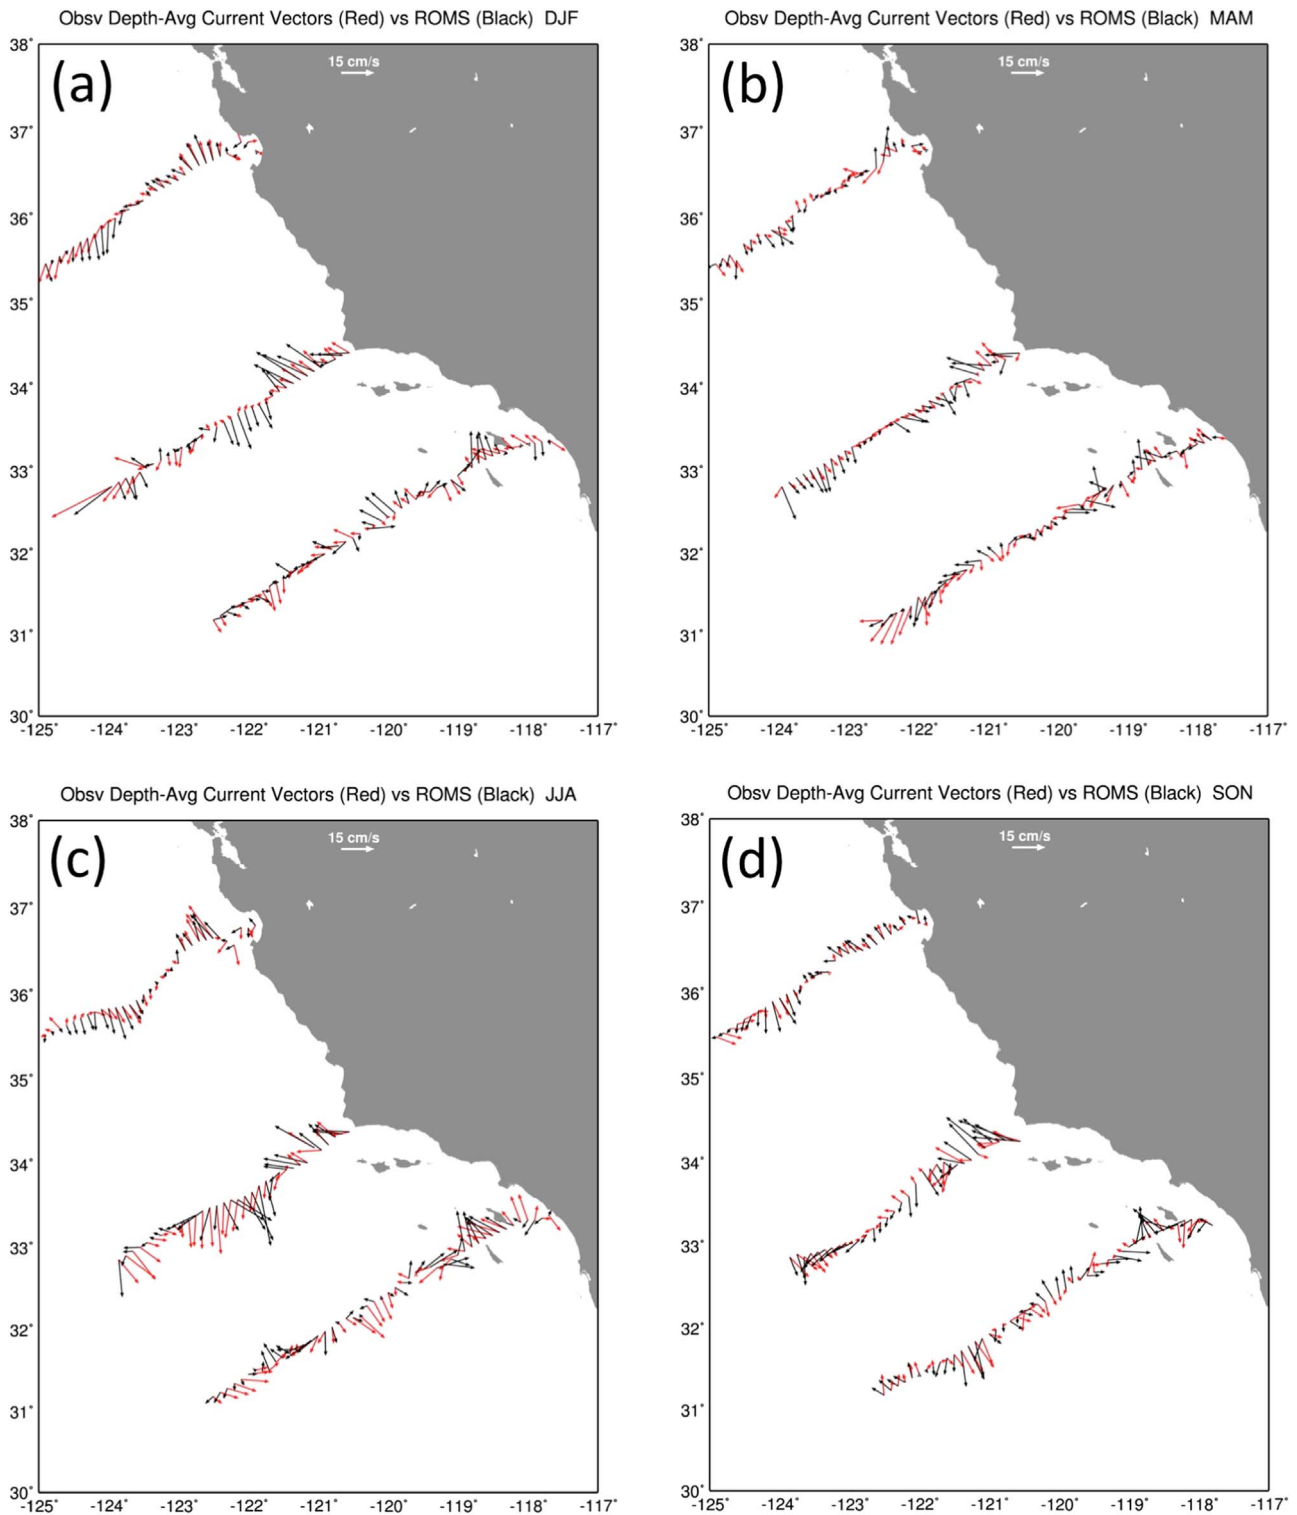 Obsv Depth-Avg Current Vectors (Red) vs ROMS (Black) DJF
(a)
15 cm/s
38˚
37˚
36˚
35˚
34˚
33˚
32˚
31˚
30˚
-125˚ -124˚ -123˚ -122˚ -121˚ -120˚ -119˚ -118˚ -117˚
Obsv Depth-Avg Current Vectors (Red) vs ROMS (Black) MAM
(b)
15 cm/s
38˚
37˚
36˚
35˚
34˚
33˚
32˚
31˚
30˚
-125˚ -124˚ -123˚ -122˚ -121˚ -120˚ -119˚ -118˚ -117˚
Obsv Depth-Avg Current Vectors (Red) vs ROMS (Black) JJA
(c)
15 cm/s
38˚
37˚
36˚
35˚
34˚
33˚
32˚
31˚
30˚
-125˚ -124˚ -123˚ -122˚ -121˚ -120˚ -119˚ -118˚ -117˚
Obsv Depth-Avg Current Vectors (Red) vs ROMS (Black) SON
(d)
15 cm/s
38˚
37˚
36˚
35˚
34˚
33˚
32˚
31˚
30˚
-125˚ -124˚ -123˚ -122˚ -121˚ -120˚ -119˚ -118˚ -117˚